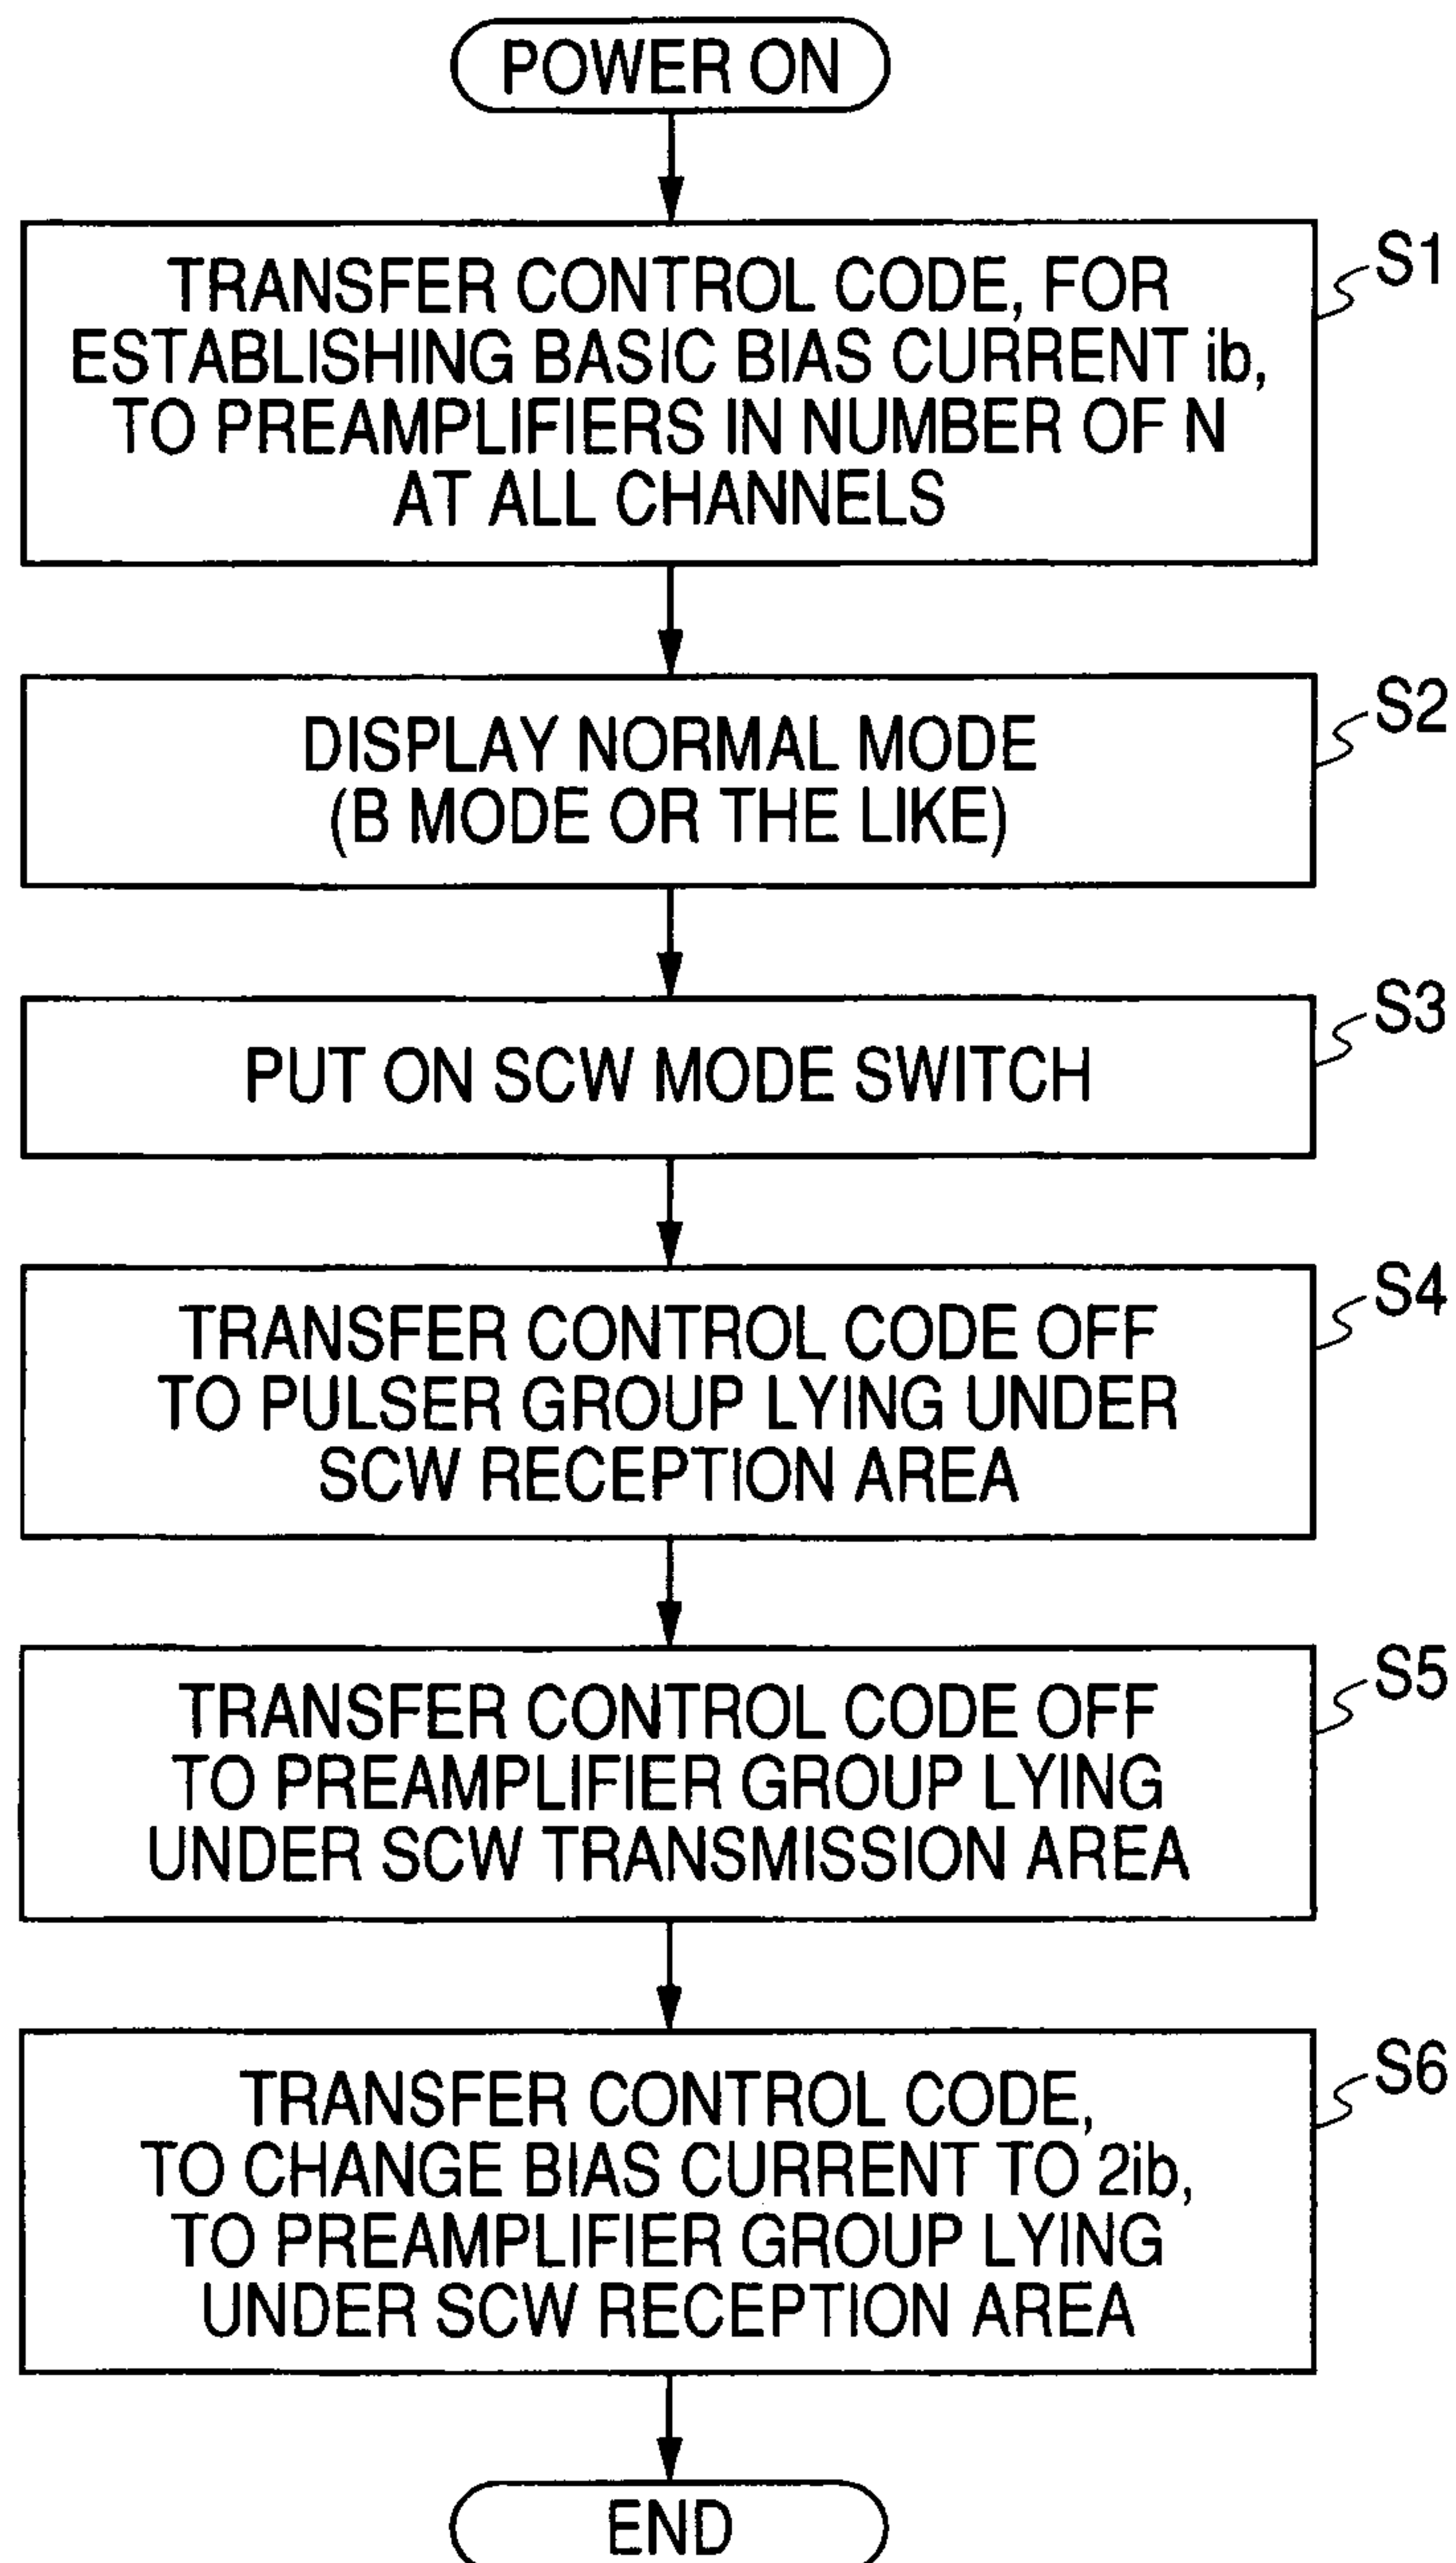 POWER ON
S1
TRANSFER CONTROL CODE, FOR
ESTABLISHING BASIC BIAS CURRENT ib,
TO PREAMPLIFIERS IN NUMBER OF N
AT ALL CHANNELS
S2
DISPLAY NORMAL MODE
(B MODE OR THE LIKE)
S3
PUT ON SCW MODE SWITCH
S4
TRANSFER CONTROL CODE OFF
TO PULSER GROUP LYING UNDER
SCW RECEPTION AREA
S5
TRANSFER CONTROL CODE OFF
TO PREAMPLIFIER GROUP LYING
UNDER SCW TRANSMISSION AREA
S6
TRANSFER CONTROL CODE,
TO CHANGE BIAS CURRENT TO 2ib,
TO PREAMPLIFIER GROUP LYING
UNDER SCW RECEPTION AREA
END